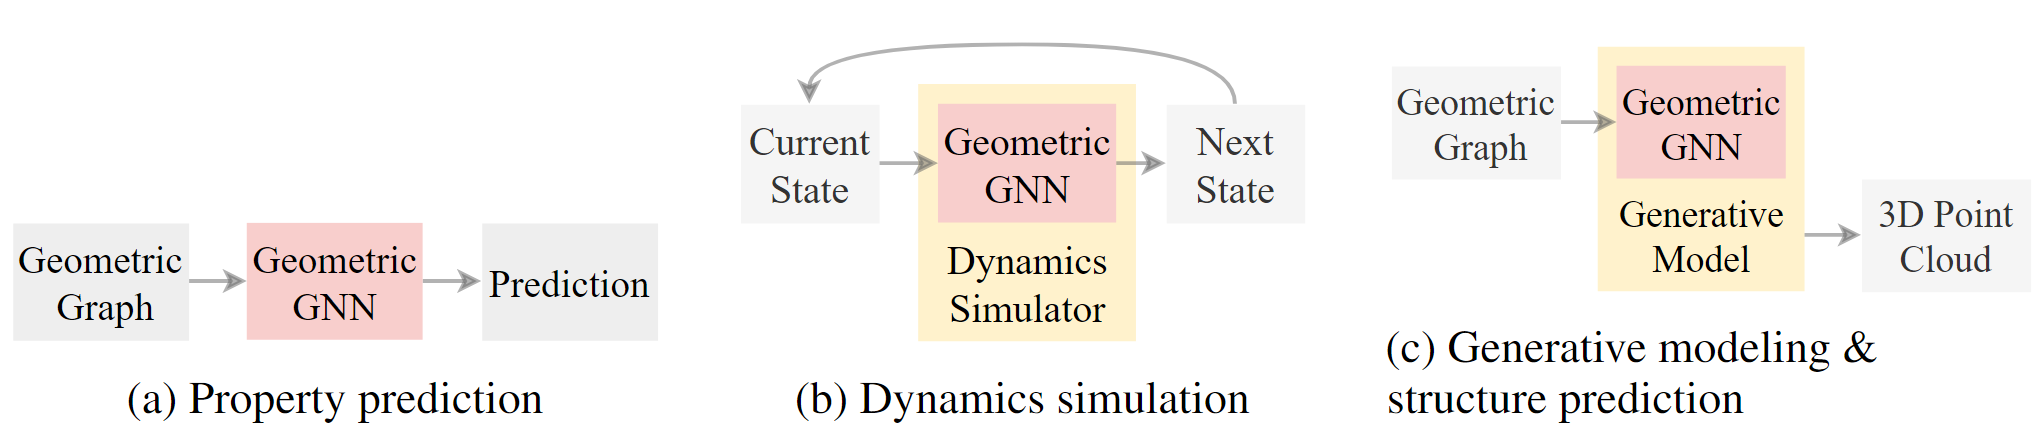 Geometric
Graph
Geometric
GNN
Prediction
(a) Property prediction
Current
State
Geometric
GNN
Dynamics
Simulator
Next
State
(b) Dynamics simulation
Geometric
Graph
Geometric
GNN
Generative
Model
3D Point
Cloud
(c) Generative modeling &
structure prediction